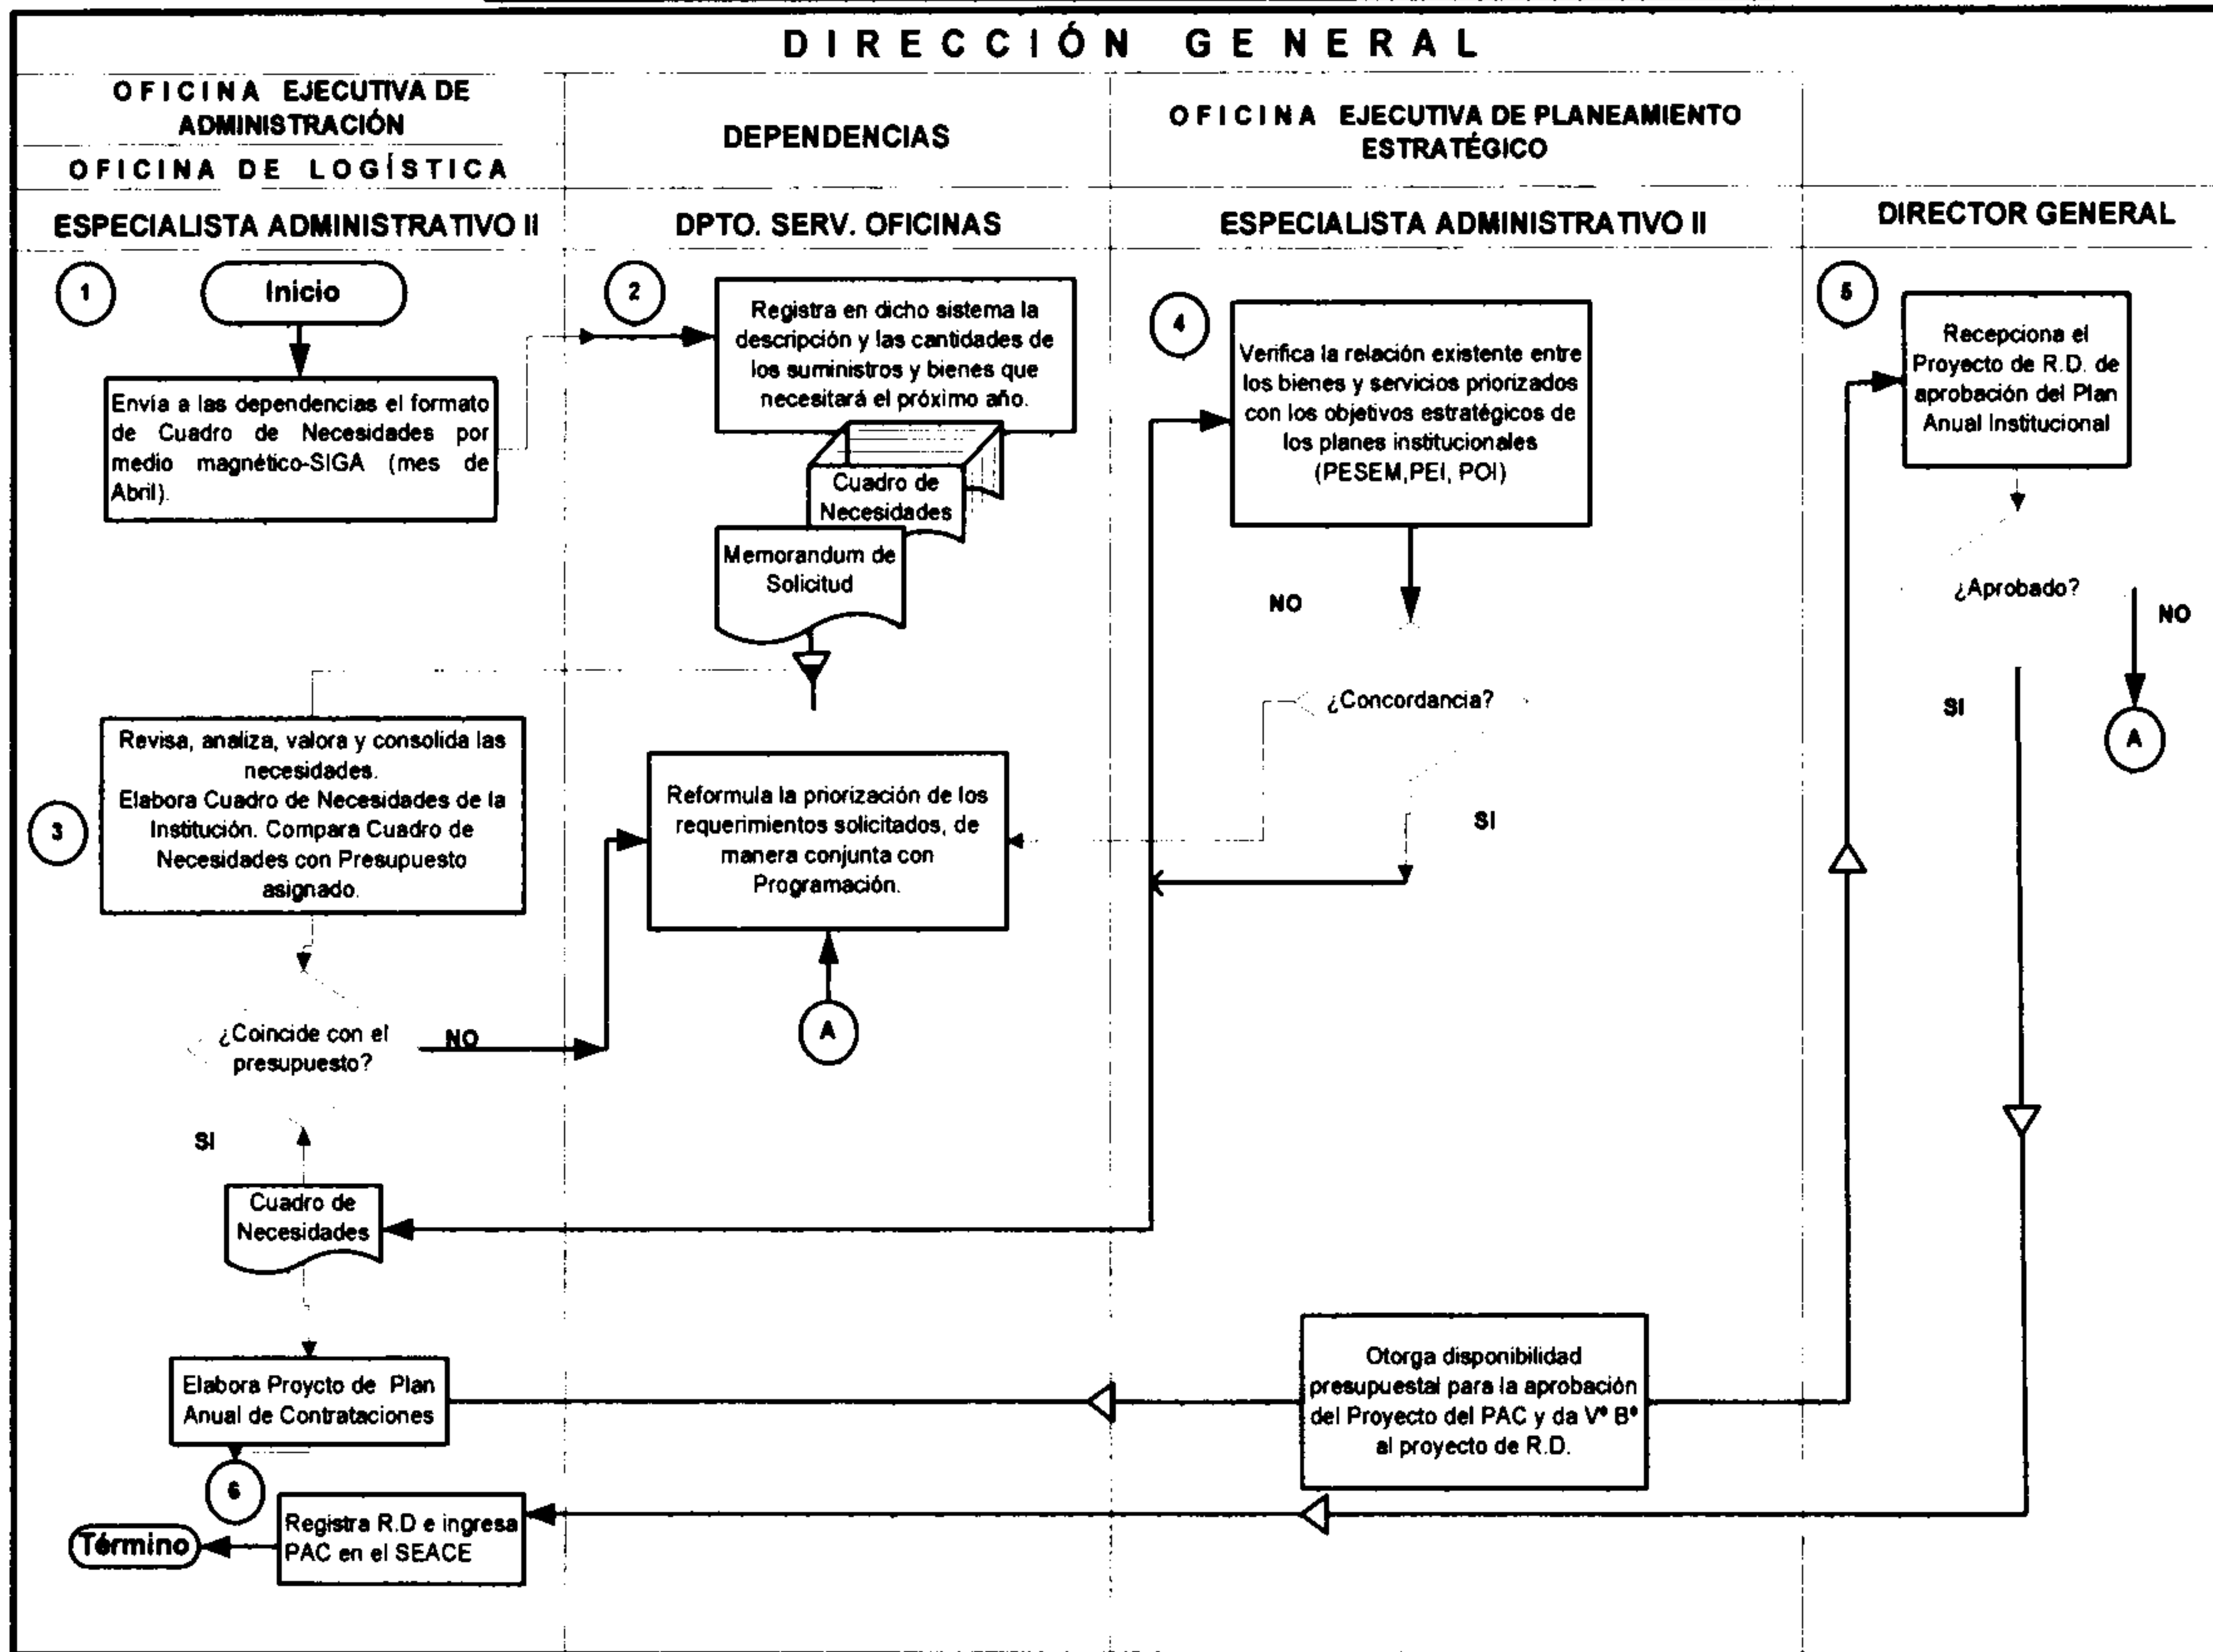 DIRECCIÓN GENERAL
OFICINA EJECUTIVA DE
ADMINISTRACIÓN
OFICINA DE LOGÍSTICA
DEPENDENCIAS
OFICINA EJECUTIVA DE PLANEAMIENTO
ESTRATÉGICO
ESPECIALISTA ADMINISTRATIVO II
DPTO. SERV. OFICINAS
ESPECIALISTA ADMINISTRATIVO II
DIRECTOR GENERAL
1
Inicio
Envía a las dependencias el formato
de Cuadro de Necesidades por
medio magnético-SIGA (mes de
Abril).
2
Registra en dicho sistema la
descripción y las cantidades de
los suministros y bienes que
necesitará el próximo año.
Cuadro de
Necesidades
Memorandum de
Solicitud
4
Verifica la relación existente entre
los bienes y servicios priorizados
con los objetivos estratégicos de
los planes institucionales
(PESEM,PEI, POI)
NO
¿Concordancia?
SI
5
Recepciona el
Proyecto de R.D. de
aprobación del Plan
Anual Institucional
¿Aprobado?
NO
SI
A
3
Revisa, analiza, valora y consolida las
necesidades.
Elabora Cuadro de Necesidades de la
Institución. Compara Cuadro de
Necesidades con Presupuesto
asignado.
Reformula la priorización de los
requerimientos solicitados, de
manera conjunta con
Programación.
A
¿Coincide con el
presupuesto?
NO
SI
Cuadro de
Necesidades
Elabora Proycto de Plan
Anual de Contrataciones
Otorga disponibilidad
presupuestal para la aprobación
del Proyecto del PAC y da V° B°
al proyecto de R.D.
6
Registra R.D e ingresa
PAC en el SEACE
Término